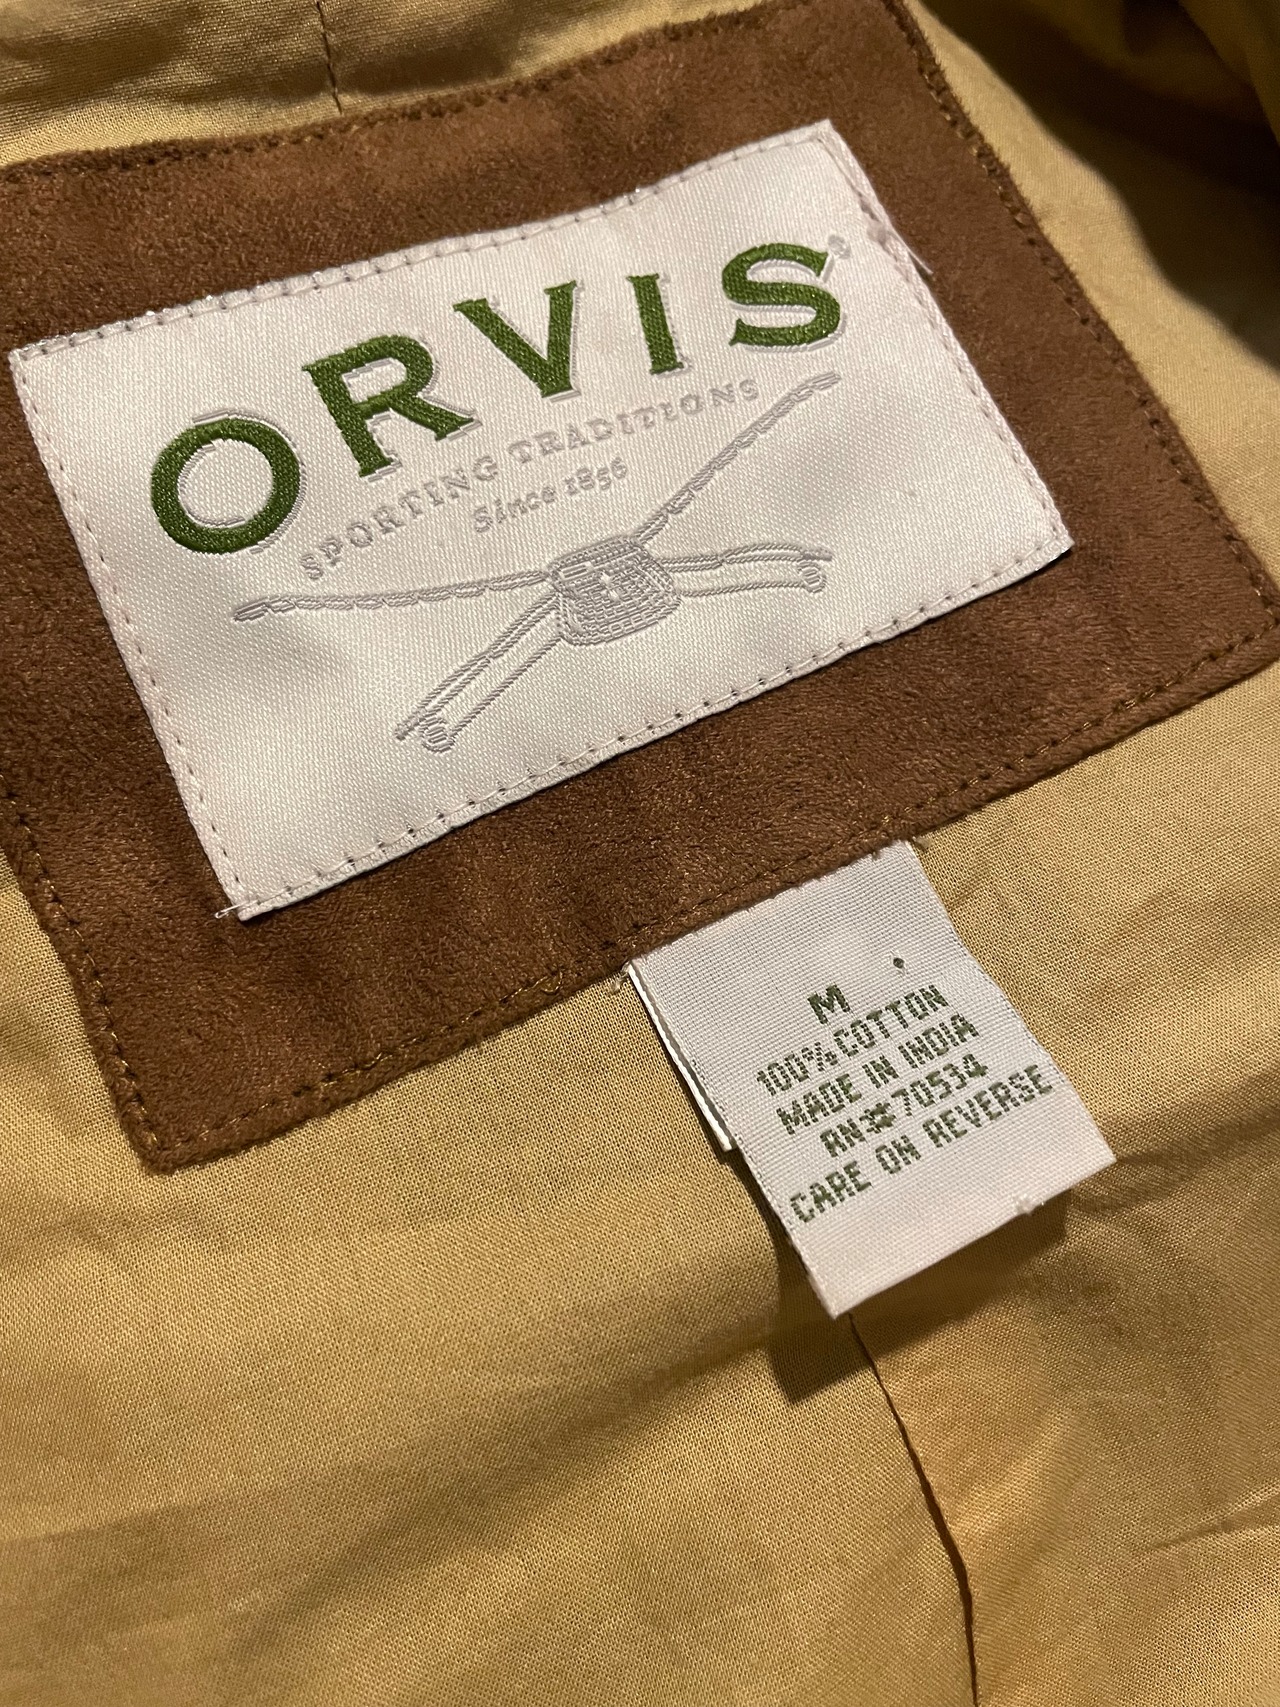 ORVIS®
SPORTING TRADITIONS
Since 1856
M
100% COTTON
MADE IN INDIA
RN#70534
CARE ON REVERSE